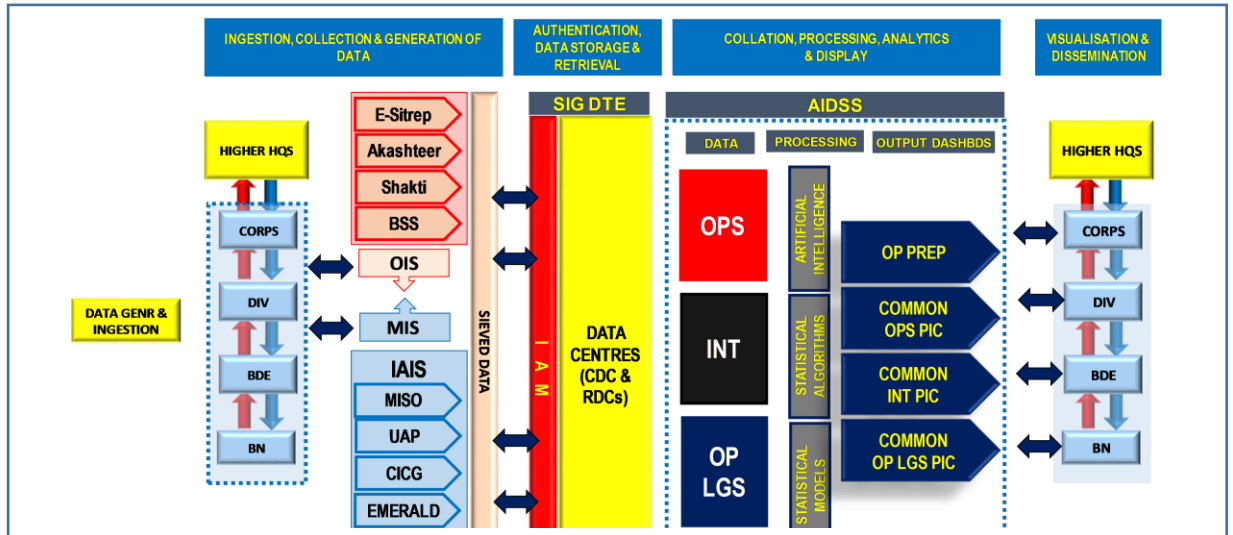 INGESTION, COLLECTION & GENERATION OF
DATA
AUTHENTICATION,
DATA STORAGE &
RETRIEVAL
COLLATION, PROCESSING, ANALYTICS
& DISPLAY
VISUALISATION &
DISSEMINATION
HIGHER HQS
CORPS
DIV
BDE
BN
DATA GENR &
INGESTION
E-Sitrep
Akashteer
Shakti
BSS
OIS
MIS
IAIS
MISO
UAP
CICG
EMERALD
SIEVED DATA
SIG DTE
I A M
DATA
CENTRES
(CDC &
RDCs)
AIDSS
DATA
PROCESSING
OUTPUT DASHBDS
OPS
INT
OP
LGS
ARTIFICIAL
INTELLIGENCE
STATISTICAL
ALGORITHMS
STATISTICAL
MODELS
OP PREP
COMMON
OPS PIC
COMMON
INT PIC
COMMON
OP LGS PIC
HIGHER HQS
CORPS
DIV
BDE
BN